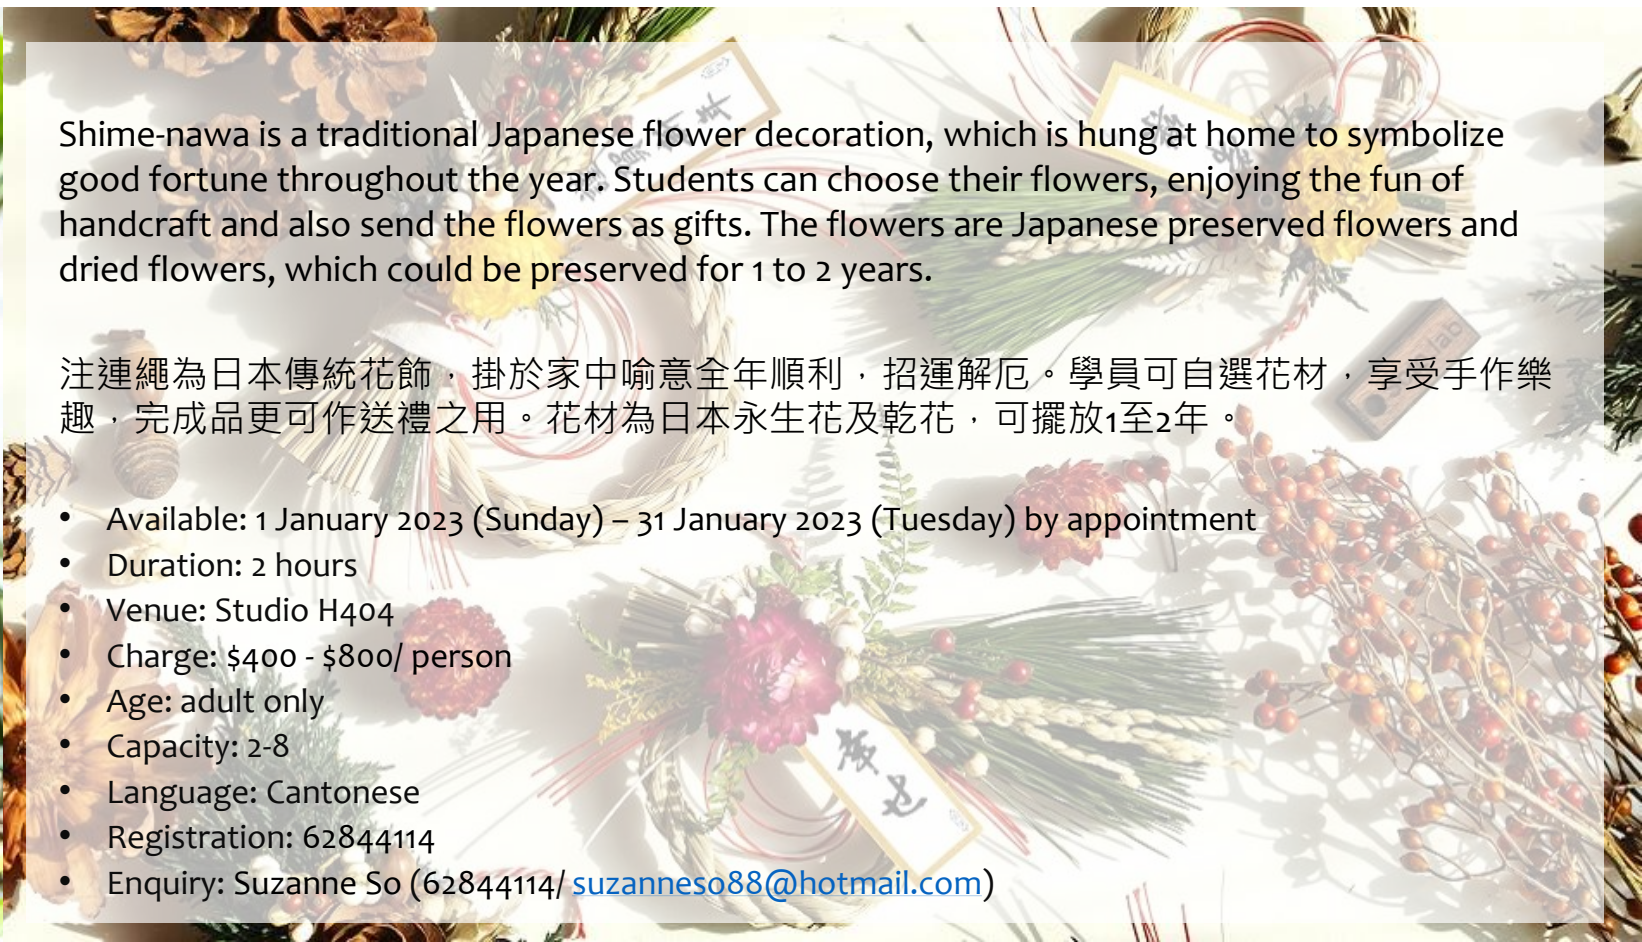 Shime-nawa is a traditional Japanese flower decoration, which is hung at home to symbolize
good fortune throughout the year. Students can choose their flowers, enjoying the fun of
handcraft and also send the flowers as gifts. The flowers are Japanese preserved flowers and
dried flowers, which could be preserved for 1 to 2 years.
注連繩為日本傳統花飾，掛於家中喻意全年順利，招運解厄。學員可自選花材，享受手作樂
趣，完成品更可作送禮之用。花材為日本永生花及乾花，可擺放1至2年。
• Available: 1 January 2023 (Sunday) – 31 January 2023 (Tuesday) by appointment
• Duration: 2 hours
• Venue: Studio H404
• Charge: $400 - $800/ person
• Age: adult only
• Capacity: 2-8
• Language: Cantonese
• Registration: 62844114
• Enquiry: Suzanne So (62844114/ suzanneso88@hotmail.com)
lab